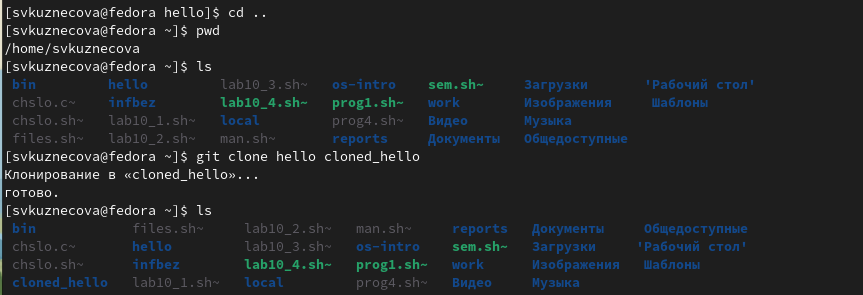 [svkuznecova@fedora hello]$ cd ..
[svkuznecova@fedora ~]$ pwd
/home/svkuznecova
[svkuznecova@fedora ~]$ ls
bin hello lab10_3.sh~ os-intro sem.sh~ Загрузки 'Рабочий стол'
chslo.c~ infbez lab10_4.sh~ prog1.sh~ work Изображения Шаблоны
chslo.sh~ lab10_1.sh~ local prog4.sh~ Видео Музыка
files.sh~ lab10_2.sh~ man.sh~ reports Документы Общедоступные
[svkuznecova@fedora ~]$ git clone hello cloned_hello
Клонирование в «cloned_hello»...
готово.
[svkuznecova@fedora ~]$ ls
bin files.sh~ lab10_2.sh~ man.sh~ reports Документы Общедоступные
chslo.c~ hello lab10_3.sh~ os-intro sem.sh~ Загрузки 'Рабочий стол'
chslo.sh~ infbez lab10_4.sh~ prog1.sh~ work Изображения Шаблоны
cloned_hello lab10_1.sh~ local prog4.sh~ Видео Музыка